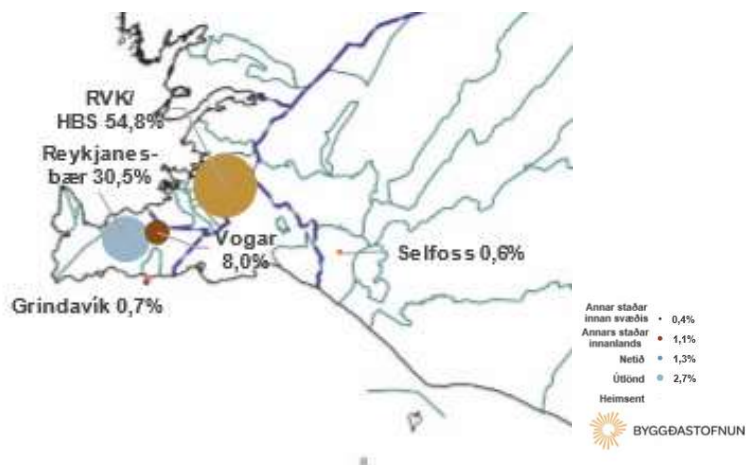 RVK/
HBS 54,8%
Reykjanes-
bær 30,5%
Vogar
8,0%
Selfoss 0,6%
Grindavík 0,7%
Annar staðar
innan svæðis 0,4%
Annars staðar
innanlands 1,1%
Netið 1,3%
Útlönd 2,7%
Heimsent
BYGGÐASTOFNUN